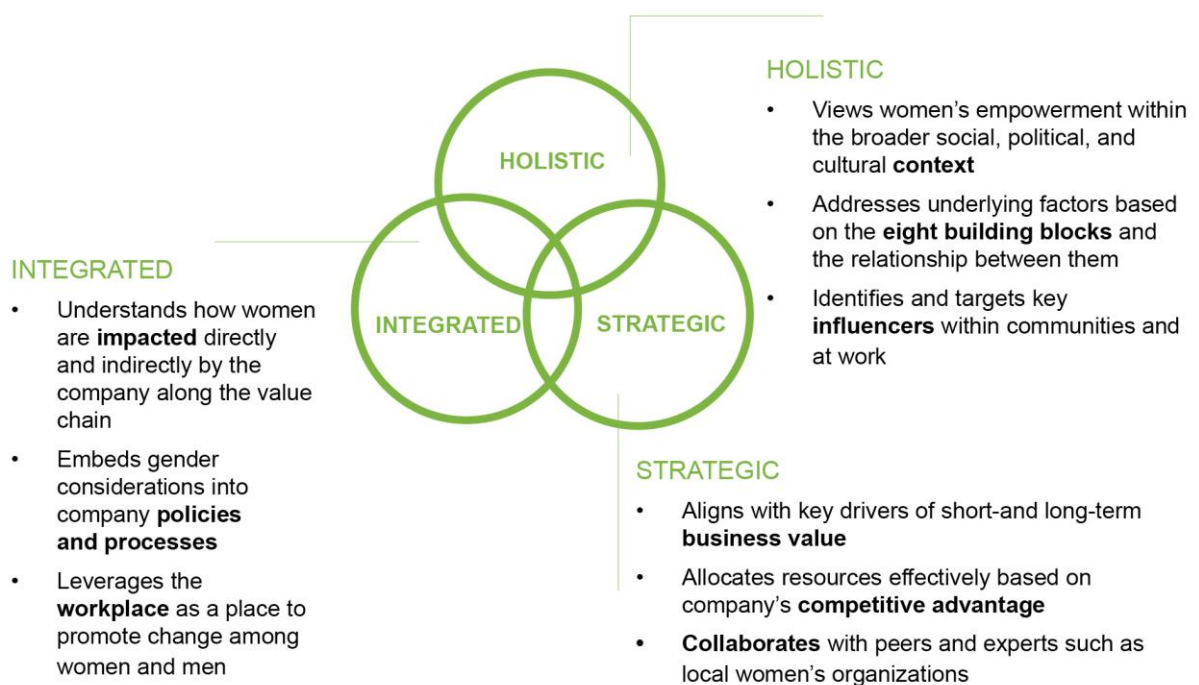 HOLISTIC
INTEGRATED
STRATEGIC
HOLISTIC
• Views women’s empowerment within
the broader social, political, and
cultural context
• Addresses underlying factors based
on the eight building blocks and
the relationship between them
• Identifies and targets key
influencers within communities and
at work
INTEGRATED
• Understands how women
are impacted directly
and indirectly by the
company along the value
chain
• Embeds gender
considerations into
company policies
and processes
• Leverages the
workplace as a place to
promote change among
women and men
STRATEGIC
• Aligns with key drivers of short-and long-term
business value
• Allocates resources effectively based on
company’s competitive advantage
• Collaborates with peers and experts such as
local women’s organizations